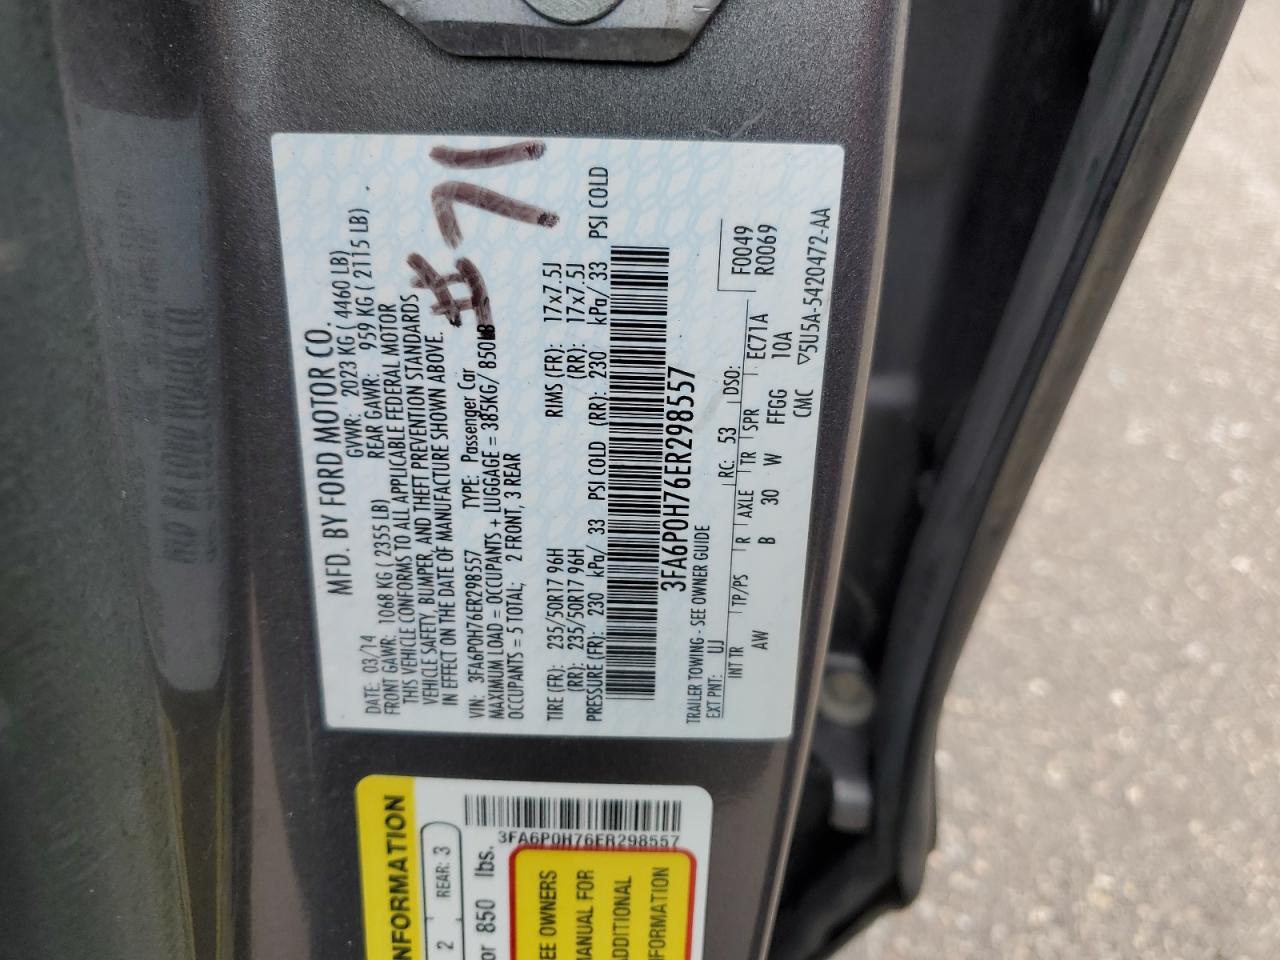 MFD. BY FORD MOTOR CO.
DATE: 03/14 GVWR: 2023 KG ( 4460 LB)
FRONT GAWR: 1068 KG ( 2355 LB) REAR GAWR: 959 KG ( 2115 LB)
THIS VEHICLE CONFORMS TO ALL APPLICABLE FEDERAL MOTOR
VEHICLE SAFETY, BUMPER, AND THEFT PREVENTION STANDARDS
IN EFFECT ON THE DATE OF MANUFACTURE SHOWN ABOVE.
#71
VIN: 3FA6P0H76ER298557 TYPE: Passenger Car
MAXIMUM LOAD = OCCUPANTS + LUGGAGE = 385KG/ 850LB
OCCUPANTS = 5 TOTAL; 2 FRONT, 3 REAR
TIRE (FR): 235/50R17 96H RIMS (FR): 17x7.5J
(RR): 235/50R17 96H (RR): 17x7.5J
PRESSURE (FR): 230 kPa/ 33 PSI COLD (RR): 230 kPa/ 33 PSI COLD
3FA6P0H76ER298557
TRAILER TOWING - SEE OWNER GUIDE
F0049
R0069
EXT PNT: UJ RC: 53 DSO:
INT TR TP/PS R AXLE TR SPR EC71A
AW B 30 W FFGG 10A
CMC ▽5U5A-5420472-AA
NFORMATION
2 REAR: 3
or 850 lbs.
3FA6P0H76ER298557
EE OWNERS
ANUAL FOR
ADDITIONAL
FORMATION